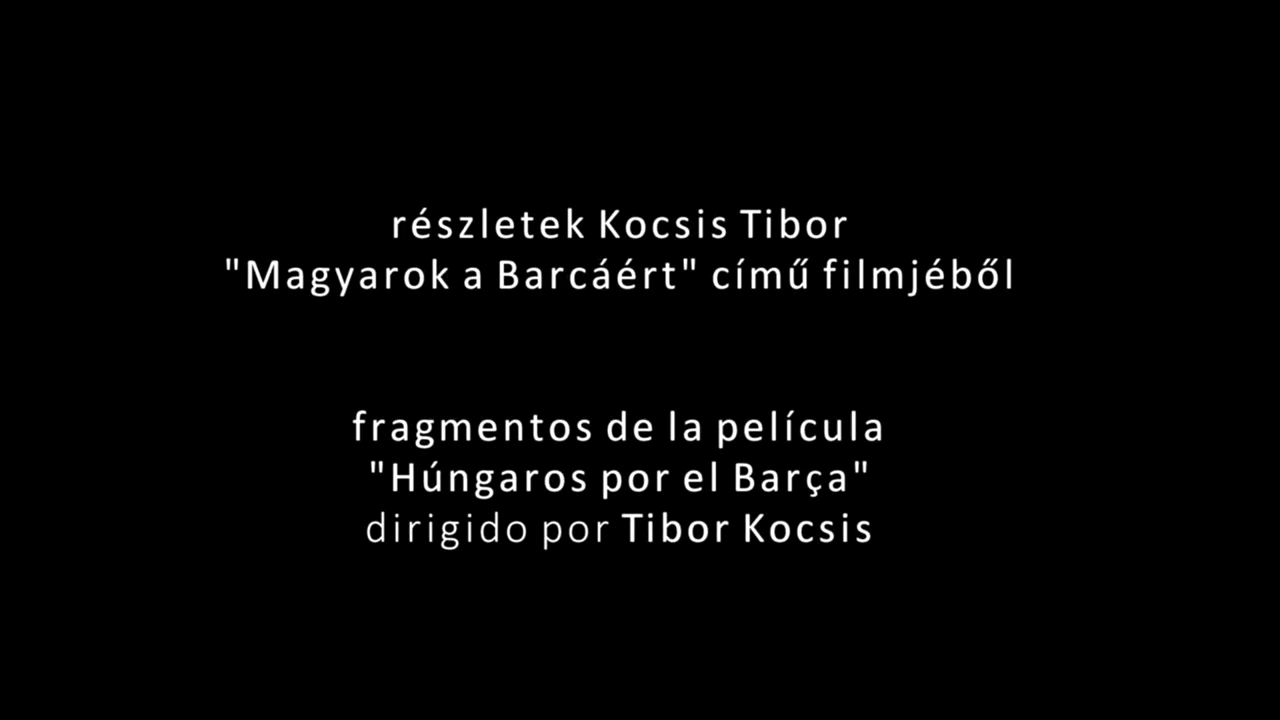 részletek Kocsis Tibor
"Magyarok a Barcáért" című filmjéből
fragmentos de la película
"Húngaros por el Barça"
dirigido por Tibor Kocsis